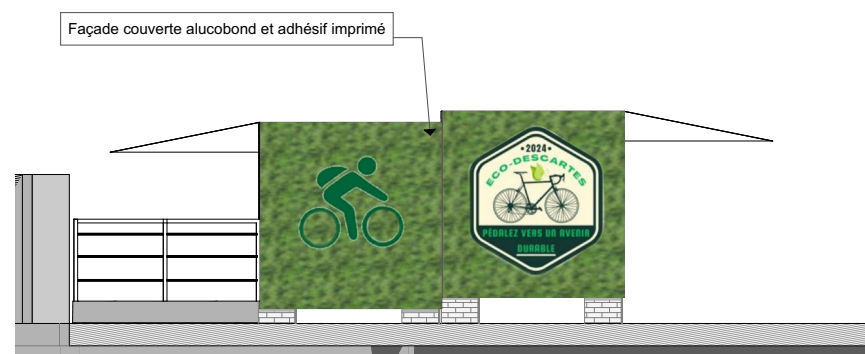 Façade couverte alucobond et adhésif imprimé
•2024•
ECO-DESCARTES
PÉDALEZ VERS UN AVENIR
DURABLE